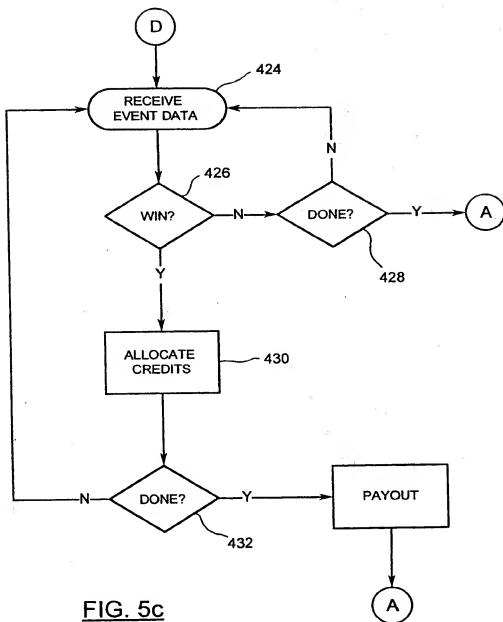 D
424
RECEIVE
EVENT DATA
N
426
WIN?
N
DONE?
Y
A
428
Y
ALLOCATE
CREDITS
430
N
DONE?
Y
PAYOUT
432
A
FIG. 5c